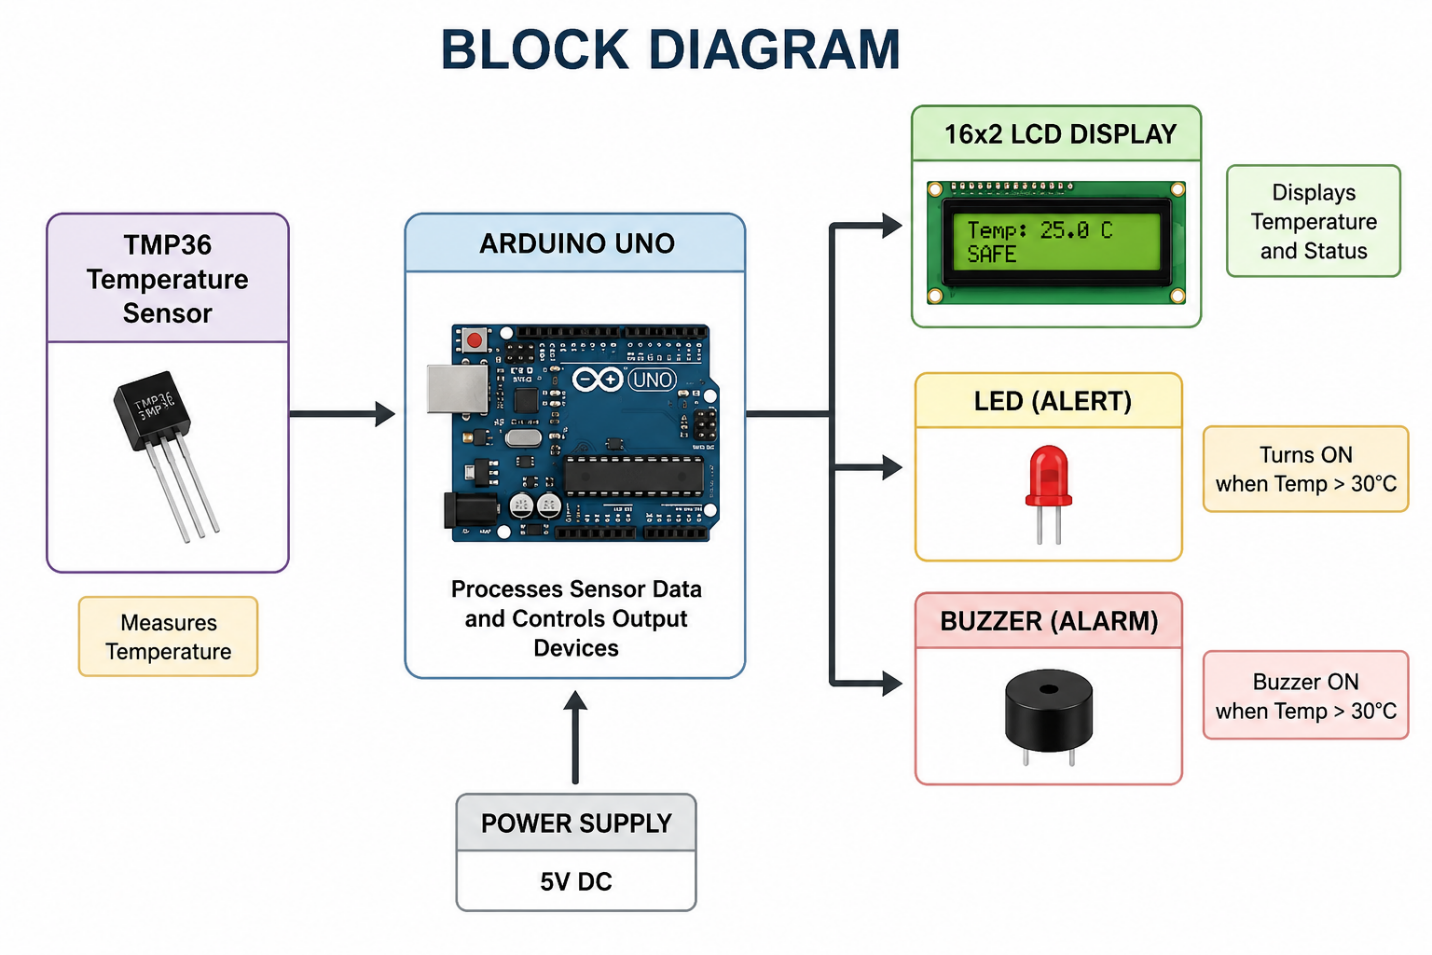 BLOCK DIAGRAM
TMP36
Temperature
Sensor
TMP36
Measures
Temperature
ARDUINO UNO
UNO
Processes Sensor Data
and Controls Output
Devices
POWER SUPPLY
5V DC
16x2 LCD DISPLAY
Temp: 25.0 C
SAFE
Displays
Temperature
and Status
LED (ALERT)
Turns ON
when Temp > 30°C
BUZZER (ALARM)
Buzzer ON
when Temp > 30°C